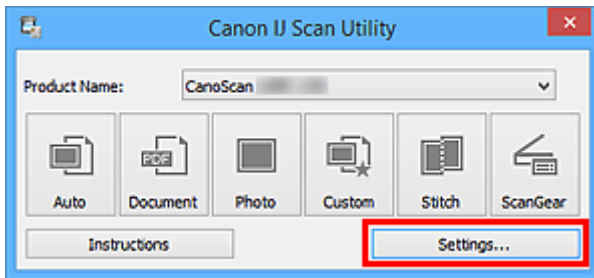 Canon IJ Scan Utility
Product Name: CanoScan
PDF
Auto Document Photo Custom Stitch ScanGear
Instructions Settings...